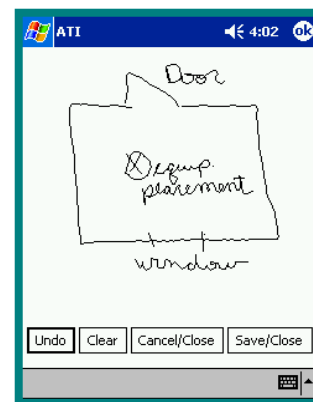 ATI 4:02 ok
Door
equip.
placement
window
Undo Clear Cancel/Close Save/Close